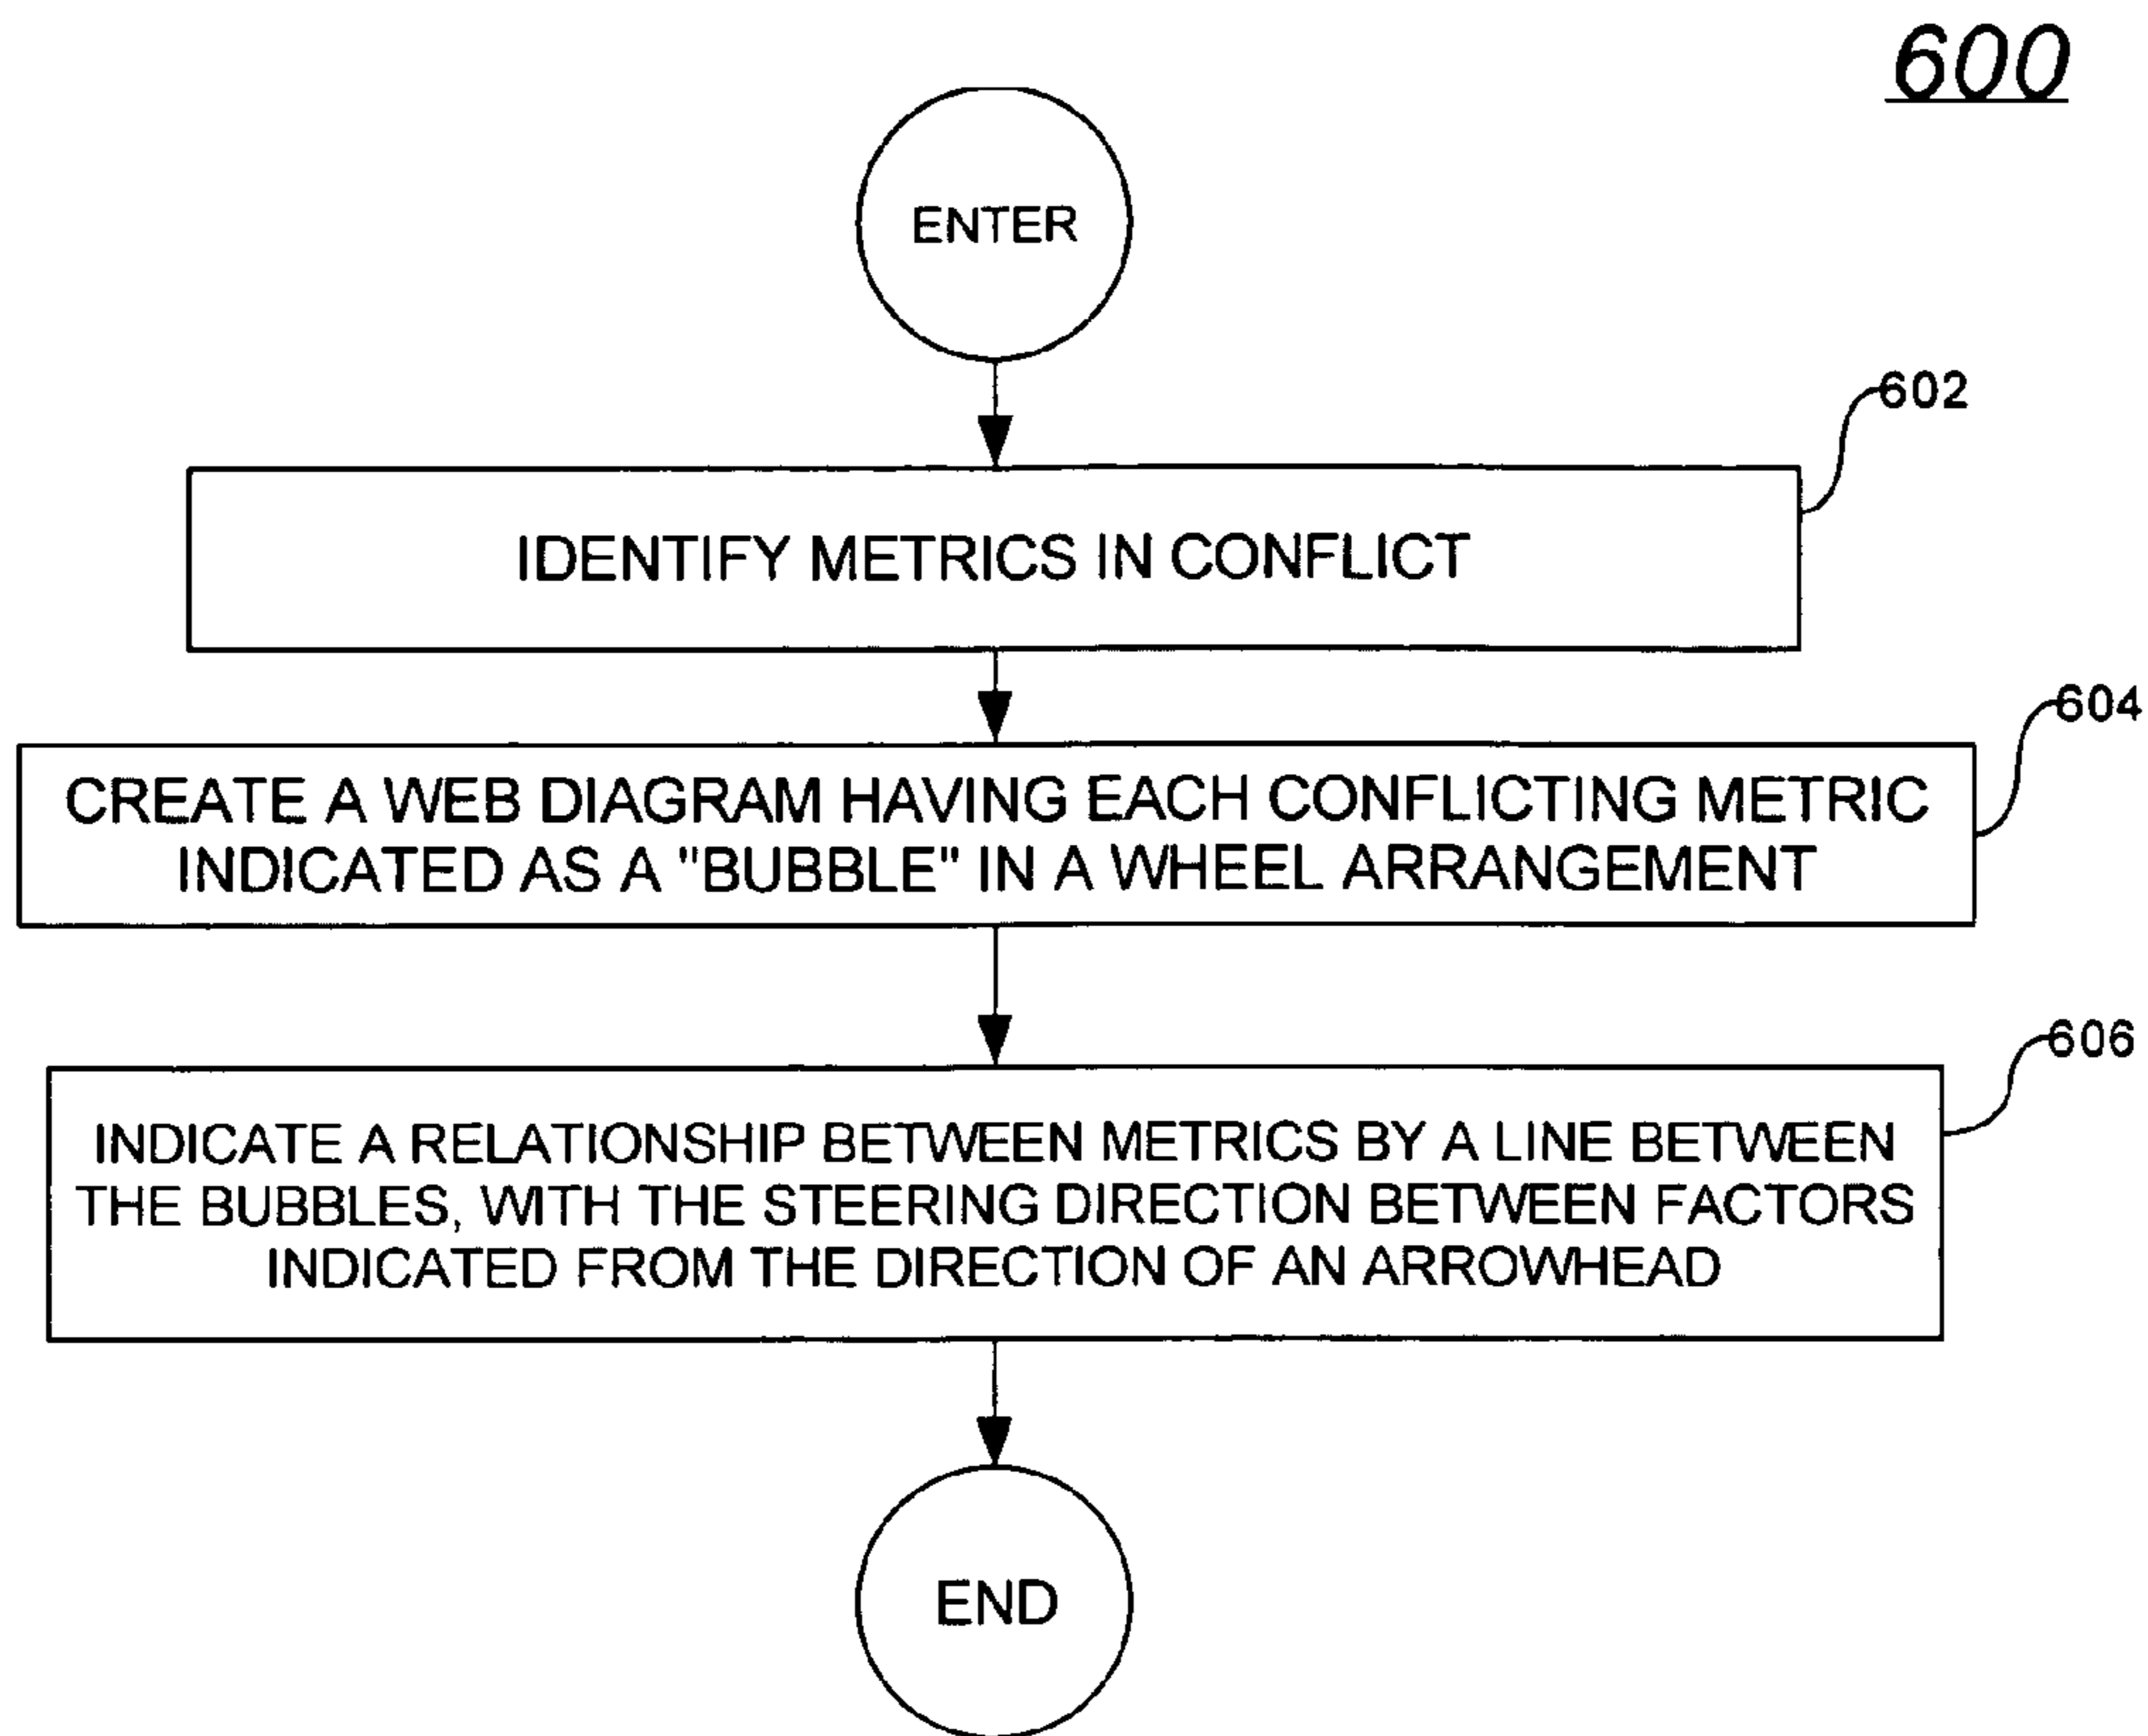 600
ENTER
602
IDENTIFY METRICS IN CONFLICT
604
CREATE A WEB DIAGRAM HAVING EACH CONFLICTING METRIC
INDICATED AS A "BUBBLE" IN A WHEEL ARRANGEMENT
606
INDICATE A RELATIONSHIP BETWEEN METRICS BY A LINE BETWEEN
THE BUBBLES, WITH THE STEERING DIRECTION BETWEEN FACTORS
INDICATED FROM THE DIRECTION OF AN ARROWHEAD
END